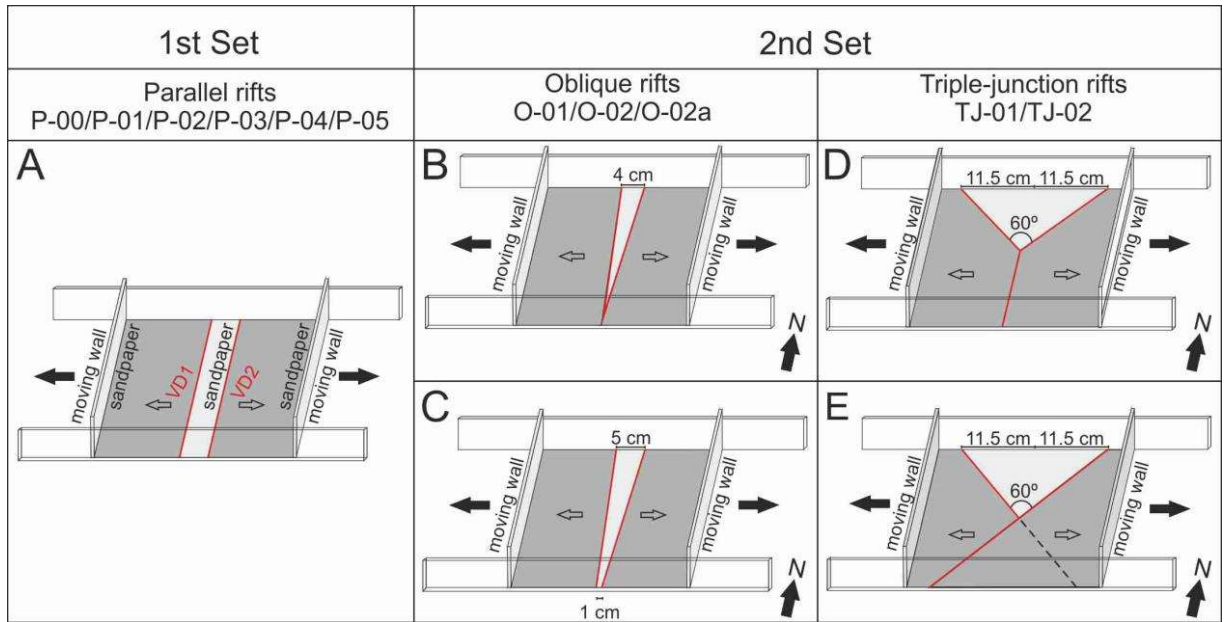 1st Set
2nd Set
Parallel rifts
P-00/P-01/P-02/P-03/P-04/P-05
Oblique rifts
O-01/O-02/O-02a
Triple-junction rifts
TJ-01/TJ-02
A
moving wall
sandpaper
VD1
sandpaper
VD2
sandpaper
moving wall
B
4 cm
moving wall
moving wall
N
C
5 cm
moving wall
moving wall
1 cm
N
D
11.5 cm 11.5 cm
60º
moving wall
moving wall
N
E
11.5 cm 11.5 cm
60º
moving wall
moving wall
N